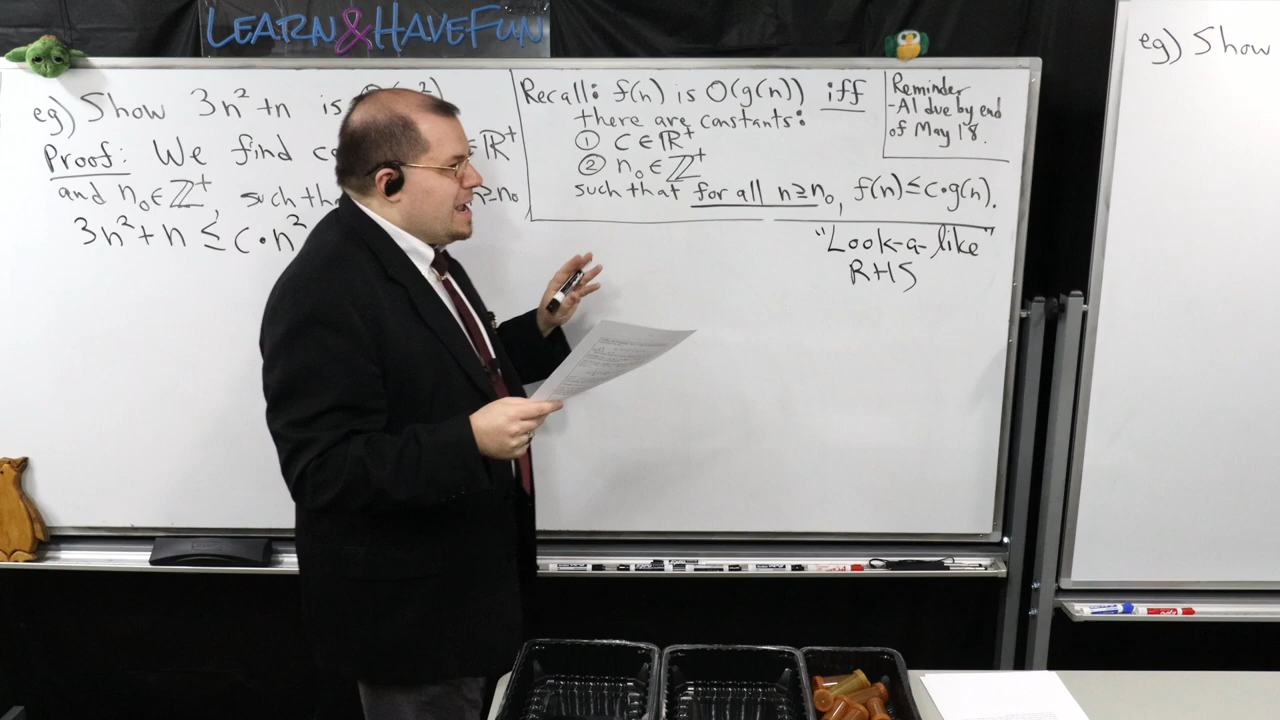 LEARN&HAVEFUN
eg) Show 3n²+n is
Proof: We find ∈ℝ⁺
and n₀∈ℤ⁺, such ≥n₀
3n²+n ≤ c•n²
Recall: f(n) is O(g(n)) iff
there are constants:
① C∈ℝ⁺
② n₀∈ℤ⁺
such that for all n≥n₀, f(n)≤c•g(n).
Reminder
-A1 due by end
of May 18.
"Look-a-like"
RHS
eg) Show